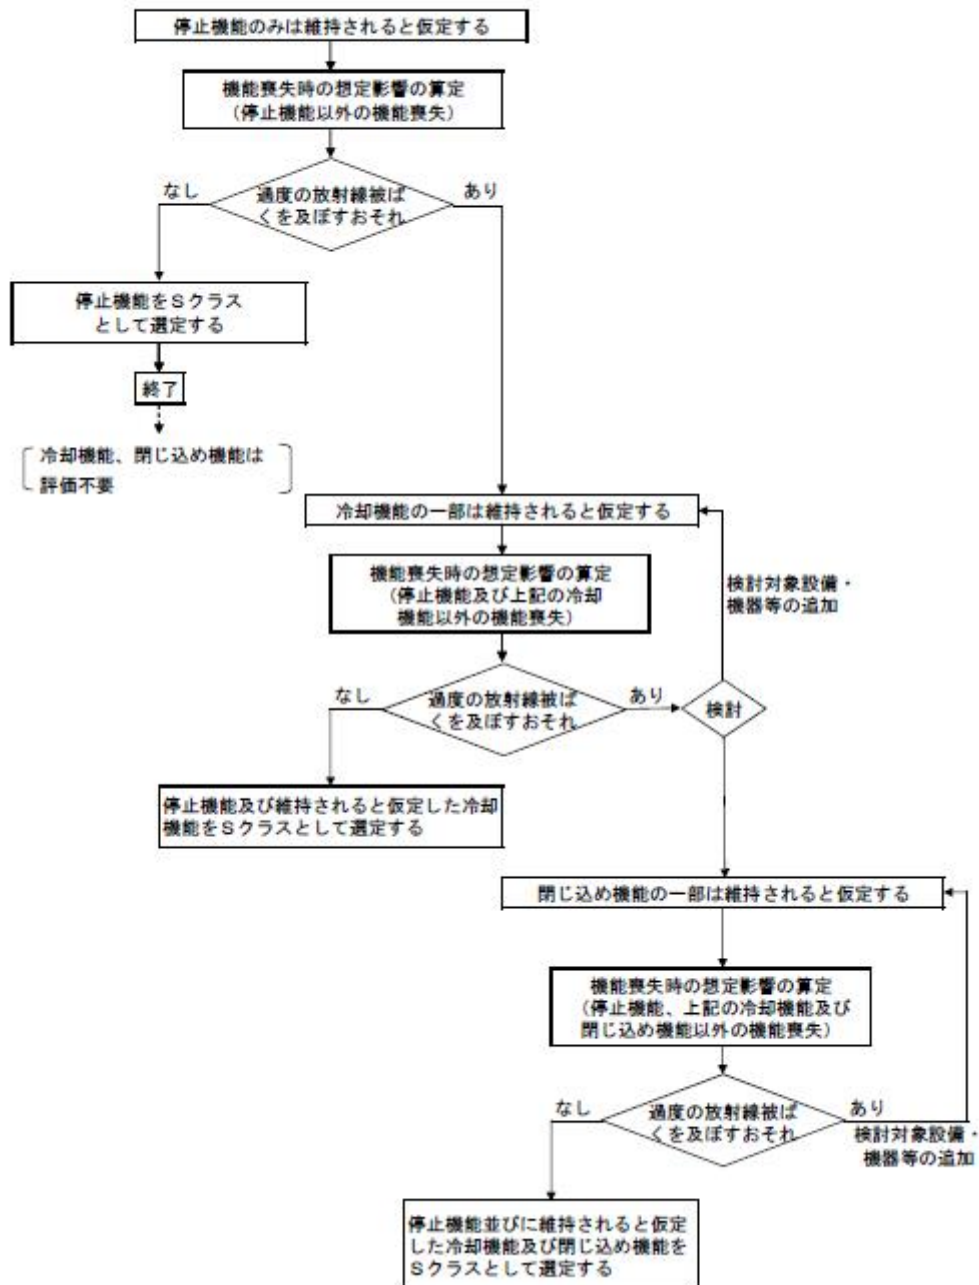 停止機能のみは維持されると仮定する
機能喪失時の想定影響の算定
（停止機能以外の機能喪失）
過度の放射線被ば
くを及ぼすおそれ
なし
あり
停止機能をＳクラス
として選定する
終了
冷却機能、閉じ込め機能は
評価不要
冷却機能の一部は維持されると仮定する
機能喪失時の想定影響の算定
（停止機能及び上記の冷却
機能以外の機能喪失）
検討対象設備・
機器等の追加
過度の放射線被ば
くを及ぼすおそれ
なし
あり
検討
停止機能及び維持されると仮定した冷却
機能をＳクラスとして選定する
閉じ込め機能の一部は維持されると仮定する
機能喪失時の想定影響の算定
（停止機能、上記の冷却機能及び
閉じ込め機能以外の機能喪失）
過度の放射線被ば
くを及ぼすおそれ
なし
あり
検討対象設備・
機器等の追加
停止機能並びに維持されると仮定
した冷却機能及び閉じ込め機能を
Ｓクラスとして選定する